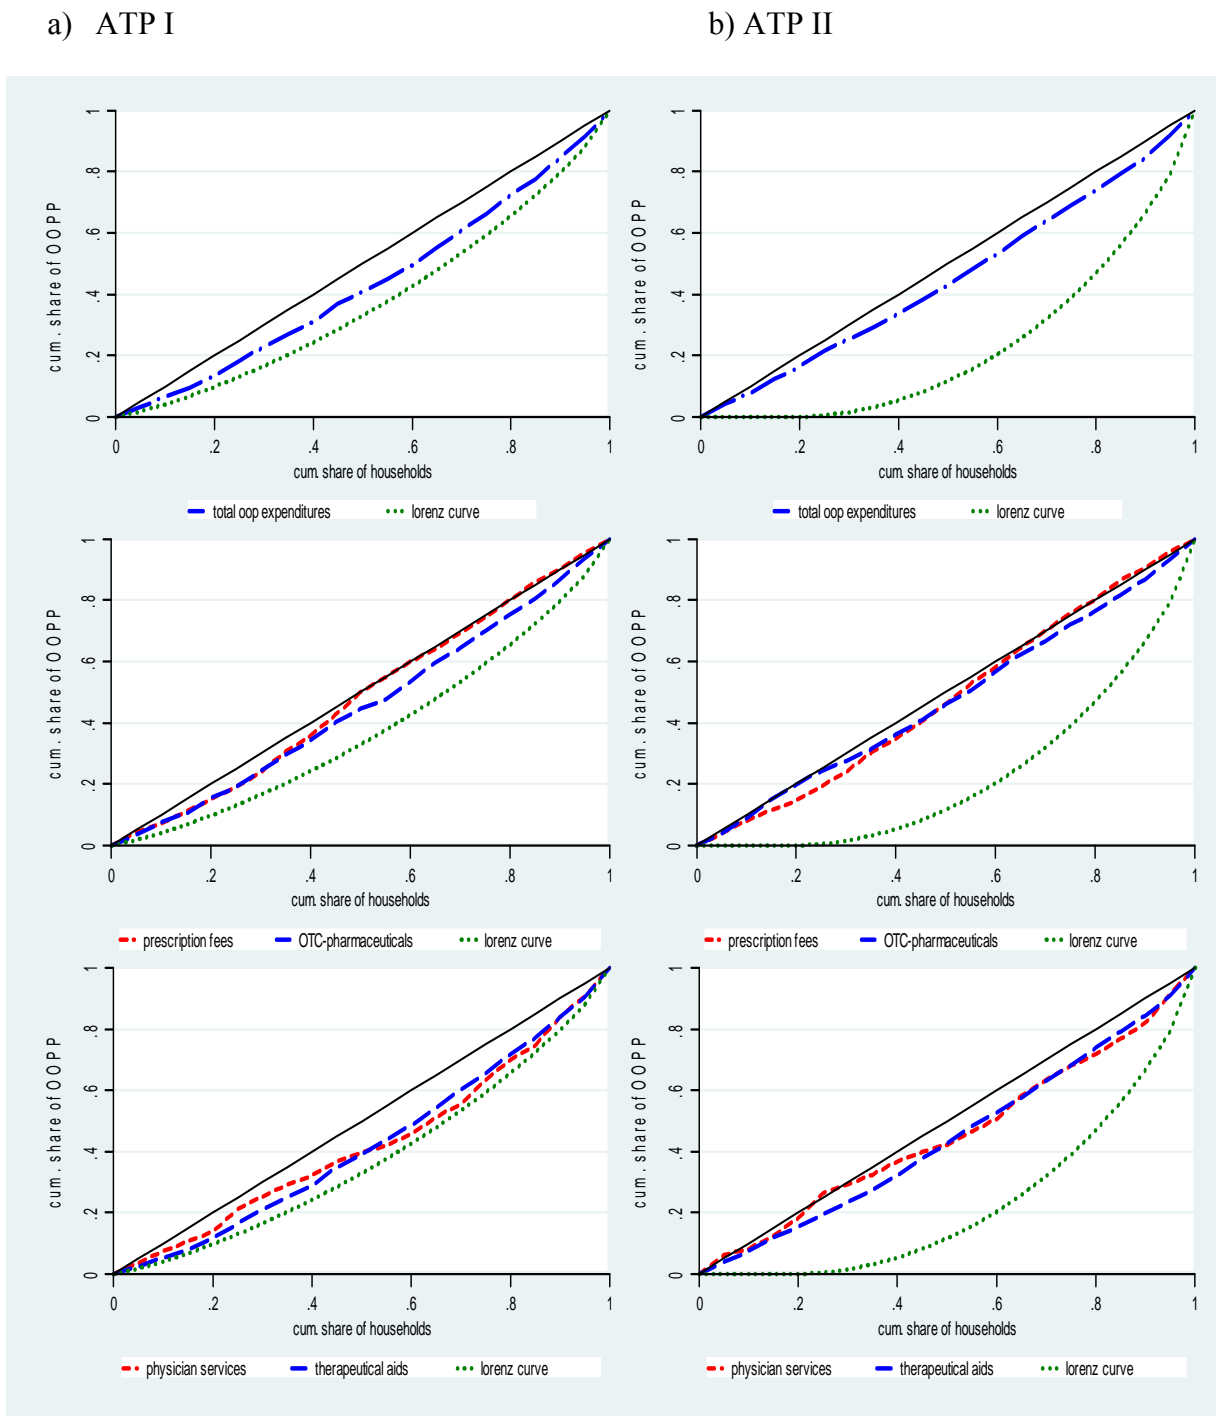 a) ATP I
b) ATP II
cum. share of OOPP
0 .2 .4 .6 .8 1
0 .2 .4 .6 .8 1
cum. share of households
total oop expenditures lorenz curve
cum. share of OOPP
0 .2 .4 .6 .8 1
0 .2 .4 .6 .8 1
cum. share of households
total oop expenditures lorenz curve
cum. share of OOPP
0 .2 .4 .6 .8 1
0 .2 .4 .6 .8 1
cum. share of households
prescription fees OTC-pharmaceuticals lorenz curve
cum. share of OOPP
0 .2 .4 .6 .8 1
0 .2 .4 .6 .8 1
cum. share of households
prescription fees OTC-pharmaceuticals lorenz curve
cum. share of OOPP
0 .2 .4 .6 .8 1
0 .2 .4 .6 .8 1
cum. share of households
physician services therapeutical aids lorenz curve
cum. share of OOPP
0 .2 .4 .6 .8 1
0 .2 .4 .6 .8 1
cum. share of households
physician services therapeutical aids lorenz curve